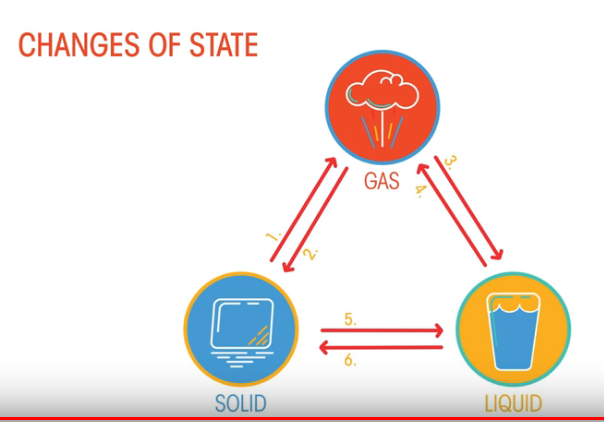 CHANGES OF STATE
GAS
1.
2.
3.
4.
5.
6.
SOLID
LIQUID